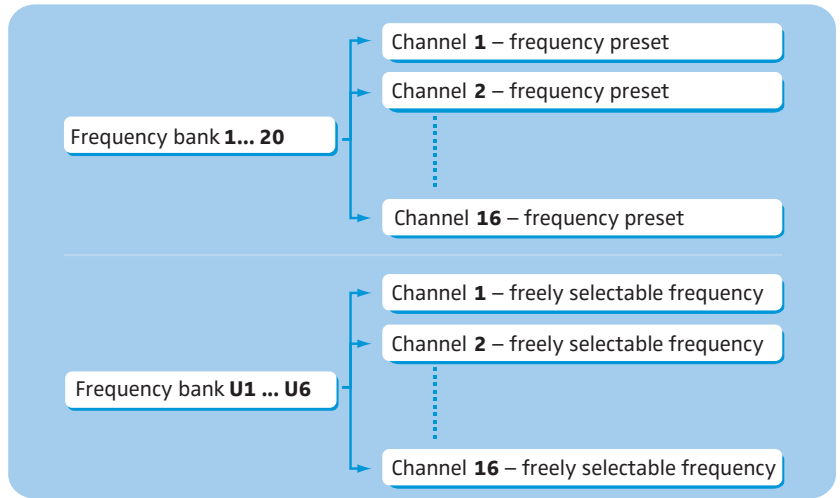 Channel 1 – frequency preset
Channel 2 – frequency preset
Frequency bank 1... 20
Channel 16 – frequency preset
Channel 1 – freely selectable frequency
Channel 2 – freely selectable frequency
Frequency bank U1 ... U6
Channel 16 – freely selectable frequency